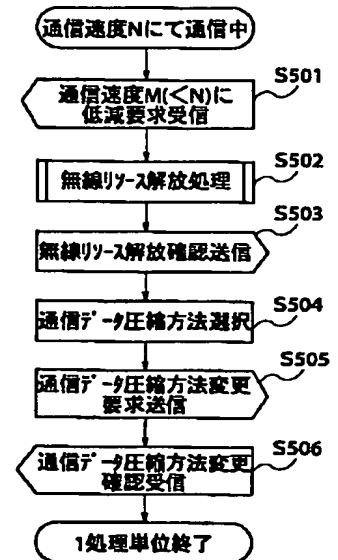 通信速度Nにて通信中
S501
通信速度M(<N)に
低減要求受信
S502
無線リソース解放処理
S503
無線リソース解放確認送信
S504
通信データ圧縮方法選択
S505
通信データ圧縮方法変更
要求送信
S506
通信データ圧縮方法変更
確認受信
1処理単位終了